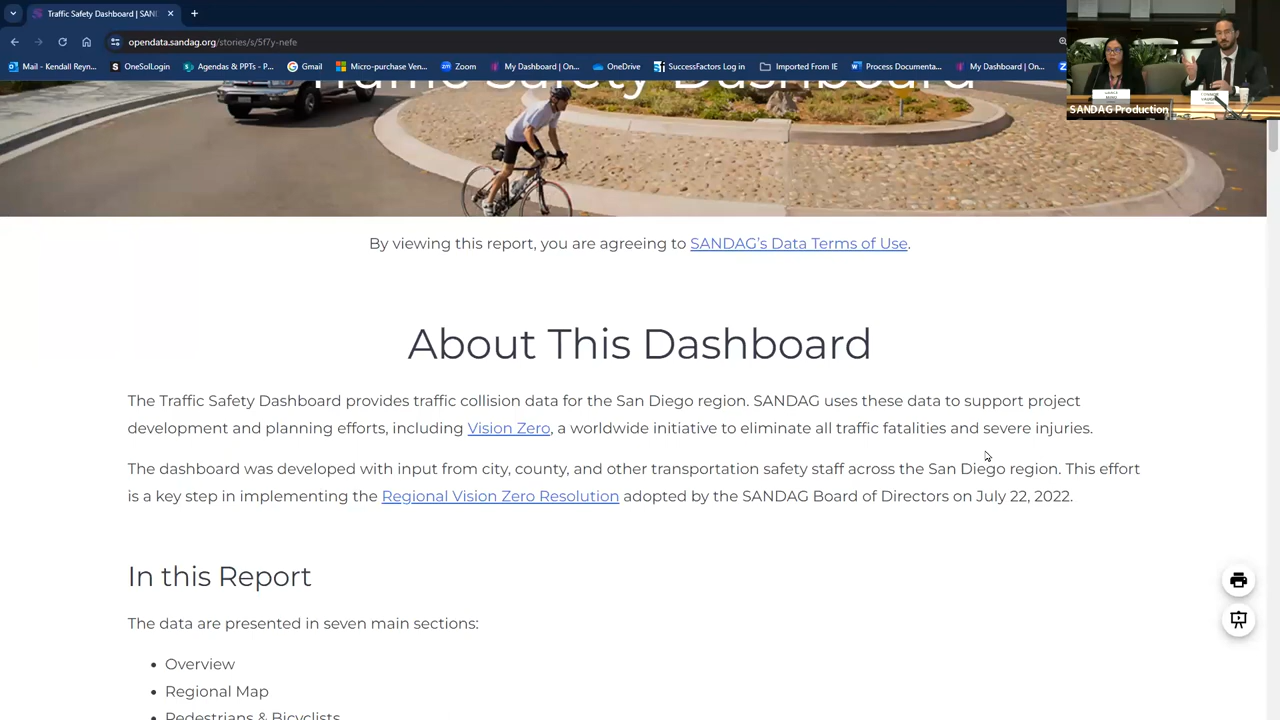 Traffic Safety Dashboard | SAN
opendata.sandag.org/stories/s/5f7y-nefe
Mail - Kendall Reyn...
OneSolLogin
Agendas & PPTs - P...
Gmail
Micro-purchase Wor...
Zoom
My Dashboard | On...
OneDrive
SuccessFactors Log in
Imported From IE
Process Documenta...
My Dashboard | On...
Traffic Safety Dashboard
SANDAG Production
By viewing this report, you are agreeing to SANDAG's Data Terms of Use.
About This Dashboard
The Traffic Safety Dashboard provides traffic collision data for the San Diego region. SANDAG uses these data to support project
development and planning efforts, including Vision Zero, a worldwide initiative to eliminate all traffic fatalities and severe injuries.
The dashboard was developed with input from city, county, and other transportation safety staff across the San Diego region. This effort
is a key step in implementing the Regional Vision Zero Resolution adopted by the SANDAG Board of Directors on July 22, 2022.
In this Report
The data are presented in seven main sections:
• Overview
• Regional Map
• Pedestrians & Bicyclists